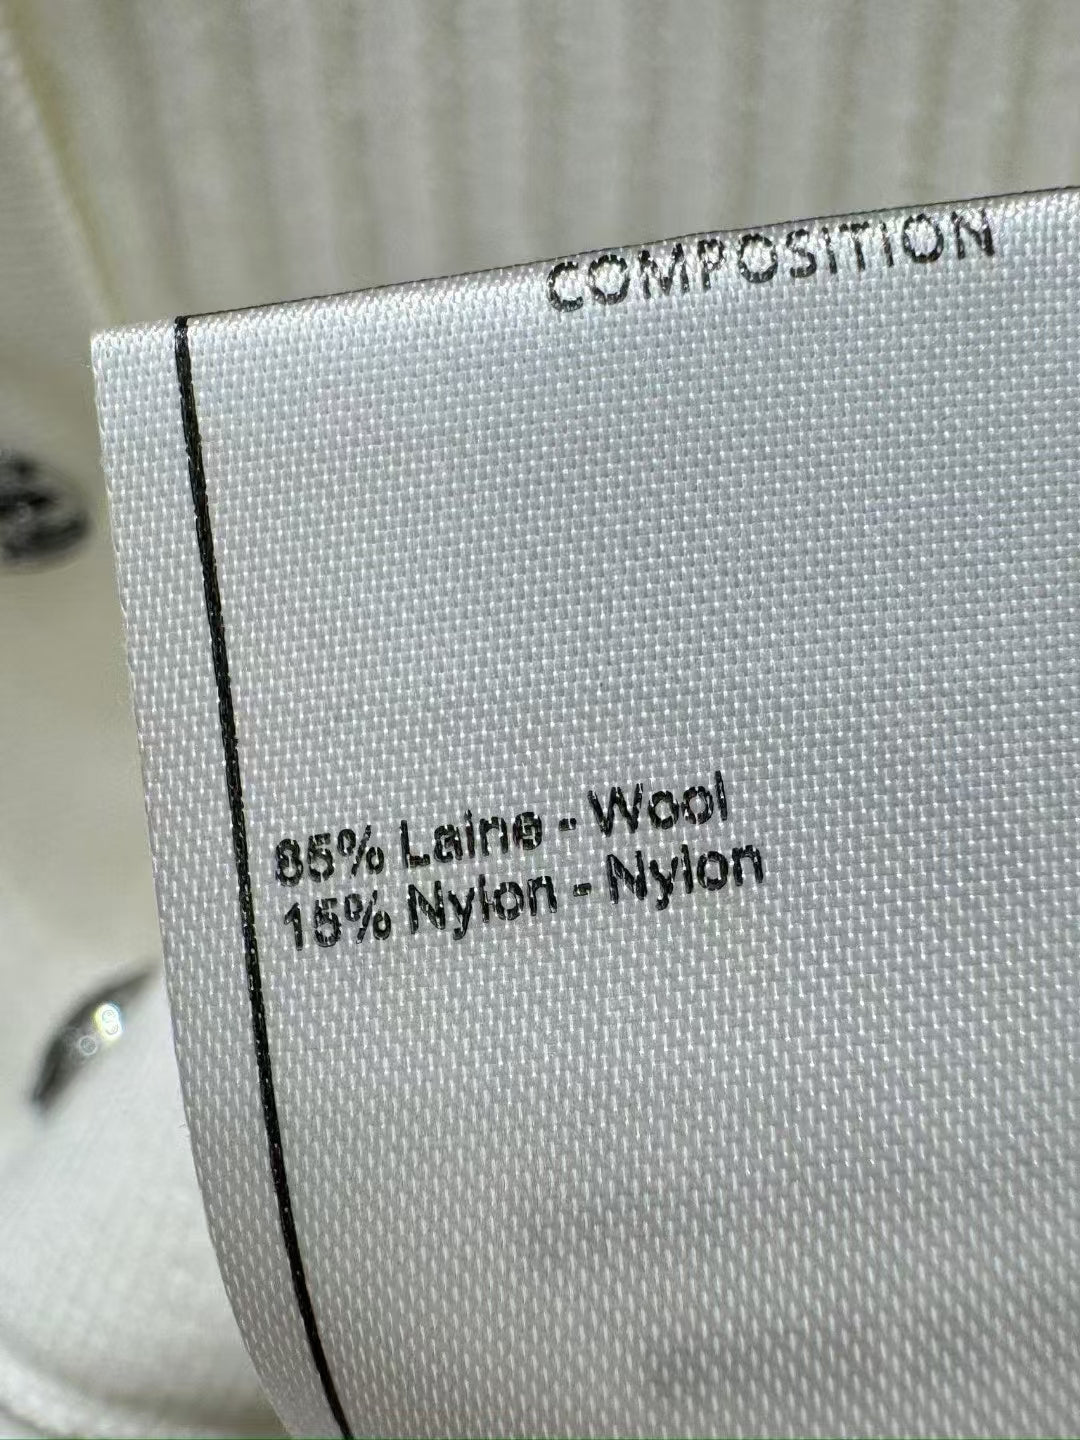 COMPOSITION
85% Laine - Wool
15% Nylon - Nylon